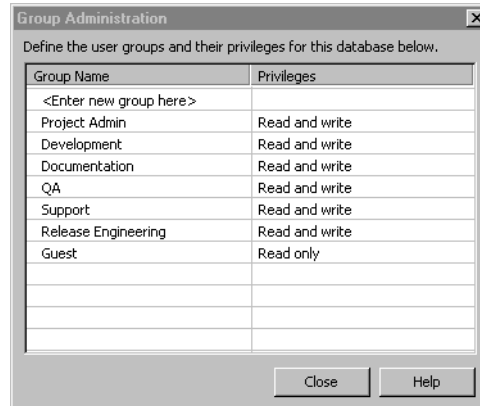 Group Administration
Define the user groups and their privileges for this database below.
Group Name Privileges
<Enter new group here>
Project Admin Read and write
Development Read and write
Documentation Read and write
QA Read and write
Support Read and write
Release Engineering Read and write
Guest Read only
Close Help